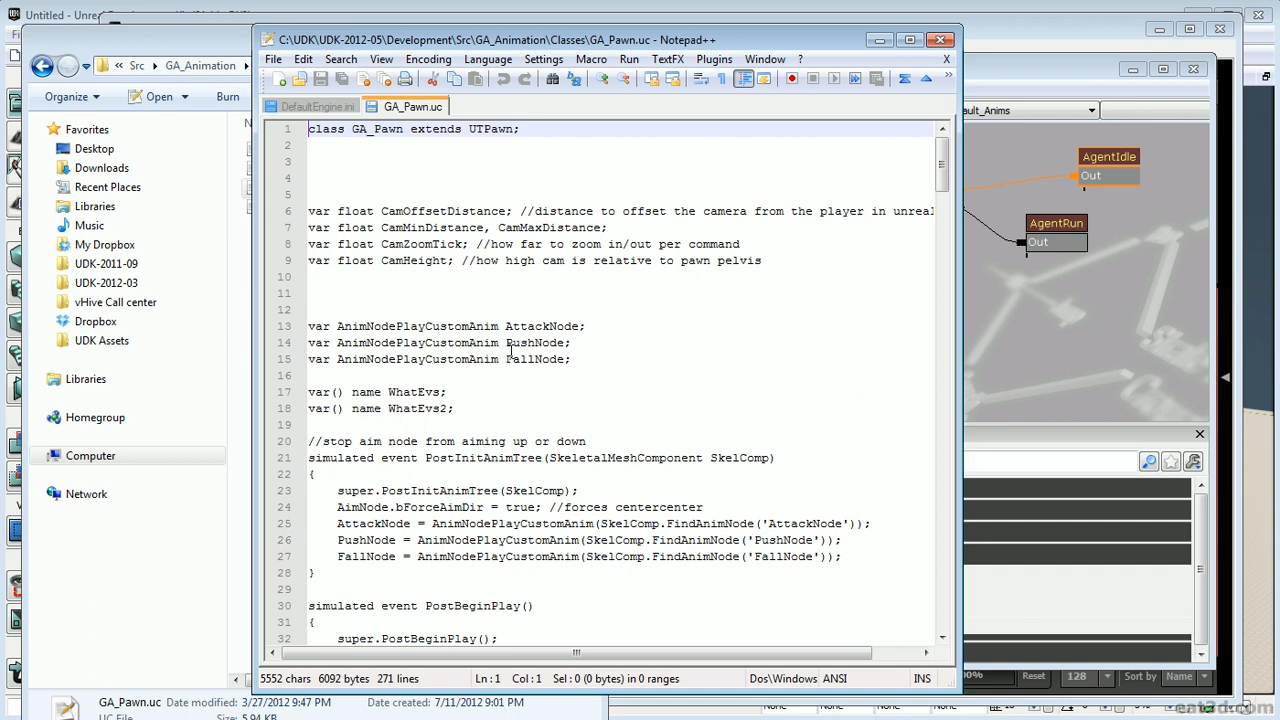 Untitled - Unrea
C:\UDK\UDK-2012-05\Development\Src\GA_Animation\Classes\GA_Pawn.uc - Notepad++
Src
GA_Animation
File Edit Search View Encoding Language Settings Macro Run TextFX Plugins Window ? X
Organize Open Burn
DefaultEngine.ini GA_Pawn.uc
Favorites
Desktop
Downloads
Recent Places
Libraries
Music
My Dropbox
UDK-2011-09
UDK-2012-03
vHive Call center
Dropbox
UDK Assets
Libraries
Homegroup
Computer
Network
1 class GA_Pawn extends UTPawn;
2
3
4
5
6 var float CamOffsetDistance; //distance to offset the camera from the player in unreal
7 var float CamMinDistance, CamMaxDistance;
8 var float CamZoomTick; //how far to zoom in/out per command
9 var float CamHeight; //how high cam is relative to pawn pelvis
10
11
12
13 var AnimNodePlayCustomAnim AttackNode;
14 var AnimNodePlayCustomAnim PushNode;
15 var AnimNodePlayCustomAnim FallNode;
16
17 var() name WhatEvs;
18 var() name WhatEvs2;
19
20 //stop aim node from aiming up or down
21 simulated event PostInitAnimTree(SkeletalMeshComponent SkelComp)
22 {
23 super.PostInitAnimTree(SkelComp);
24 AimNode.bForceAimDir = true; //forces centercenter
25 AttackNode = AnimNodePlayCustomAnim(SkelComp.FindAnimNode('AttackNode'));
26 PushNode = AnimNodePlayCustomAnim(SkelComp.FindAnimNode('PushNode'));
27 FallNode = AnimNodePlayCustomAnim(SkelComp.FindAnimNode('FallNode'));
28 }
29
30 simulated event PostBeginPlay()
31 {
32 super.PostBeginPlay();
5552 chars 6092 bytes 271 lines Ln : 1 Col : 1 Sel : 0 (0 bytes) in 0 ranges Dos\Windows ANSI INS
GA_Pawn.uc Date modified: 3/27/2012 9:47 PM Date created: 7/11/2012 9:01 PM
UC File 5.94 KB
ult_Anims
AgentIdle
Out
AgentRun
Out
Reset 128 Sort by Name
None
eat3d.com